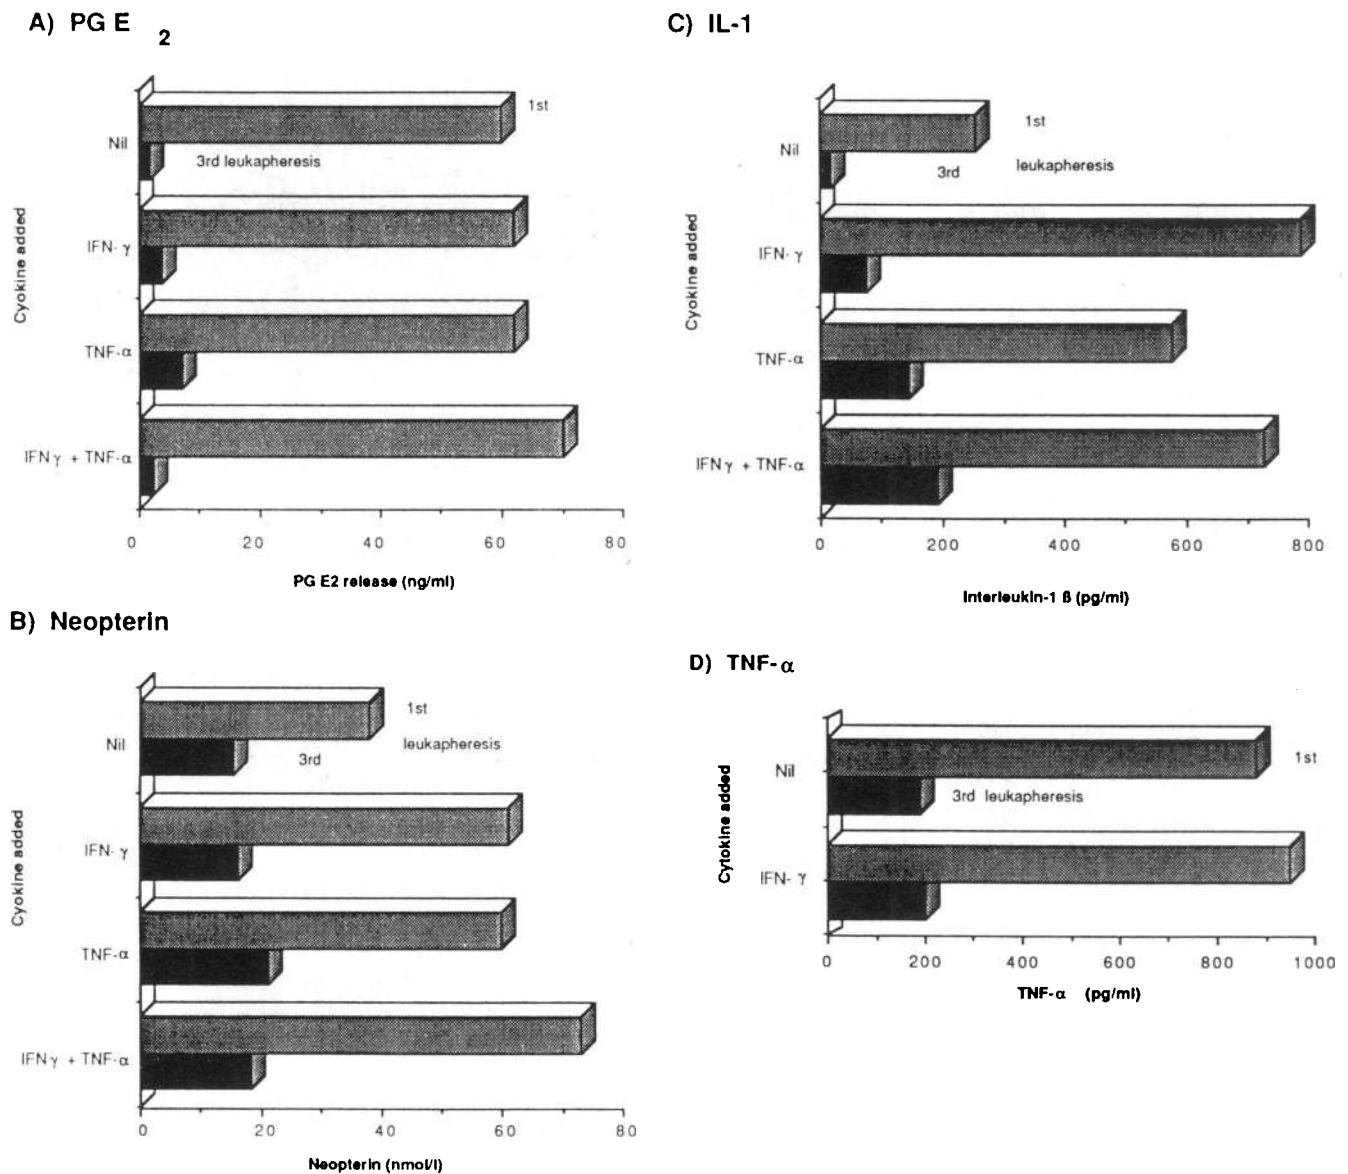 A) PG E 2
1st
Nil
3rd leukapheresis
IFN- γ
TNF-α
IFN γ + TNF-α
Cyokine added
0 20 40 60 80
PG E2 release (ng/ml)
B) Neopterin
1st
leukapheresis
Nil
3rd
IFN- γ
TNF-α
IFN γ + TNF-α
Cyokine added
0 20 40 60 80
Neopterin (nmol/l)
C) IL-1
1st
Nil
leukapheresis
3rd
IFN- γ
TNF-α
IFN γ + TNF-α
Cyokine added
0 200 400 600 800
Interleukin-1 ß (pg/ml)
D) TNF- α
1st
Nil
3rd leukapheresis
IFN- γ
Cytokine added
0 200 400 600 800 1000
TNF-α (pg/ml)